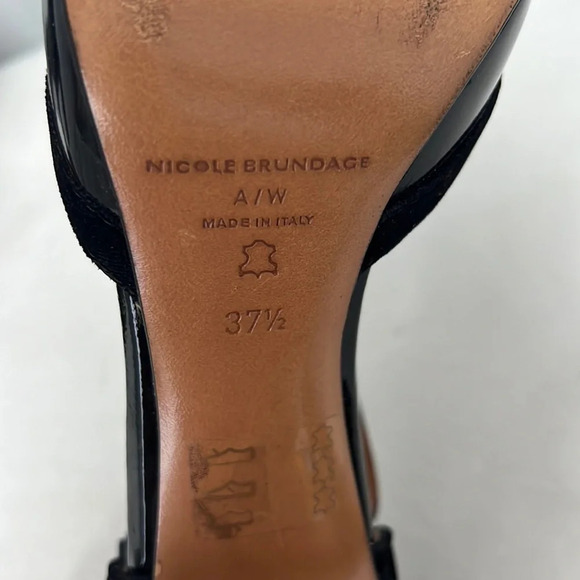 NICOLE BRUNDAGE
A/W
MADE IN ITALY
37½